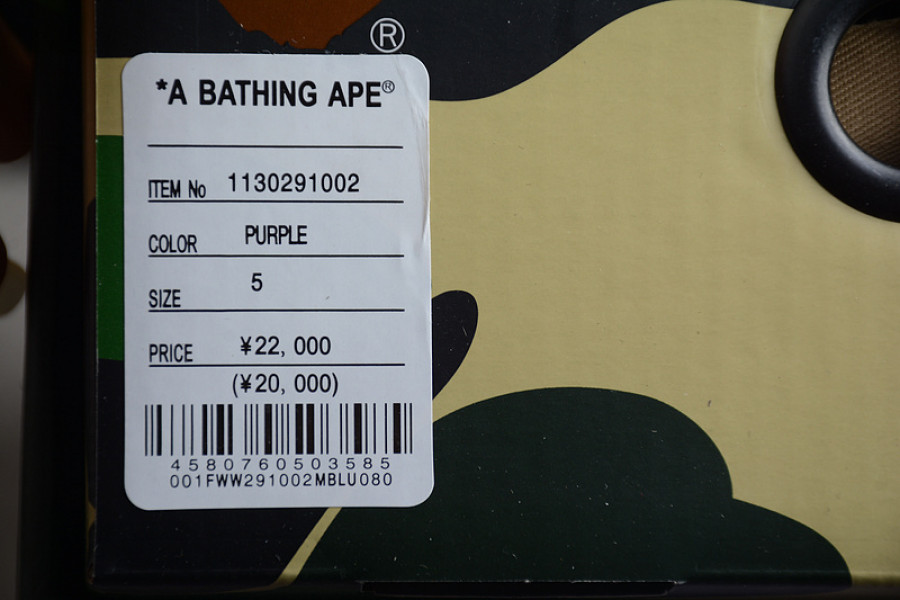 ®
*A BATHING APE®
ITEM No 1130291002
COLOR PURPLE
SIZE 5
PRICE ¥22, 000
(¥20, 000)
4580760503585
001FWW291002MBLU080